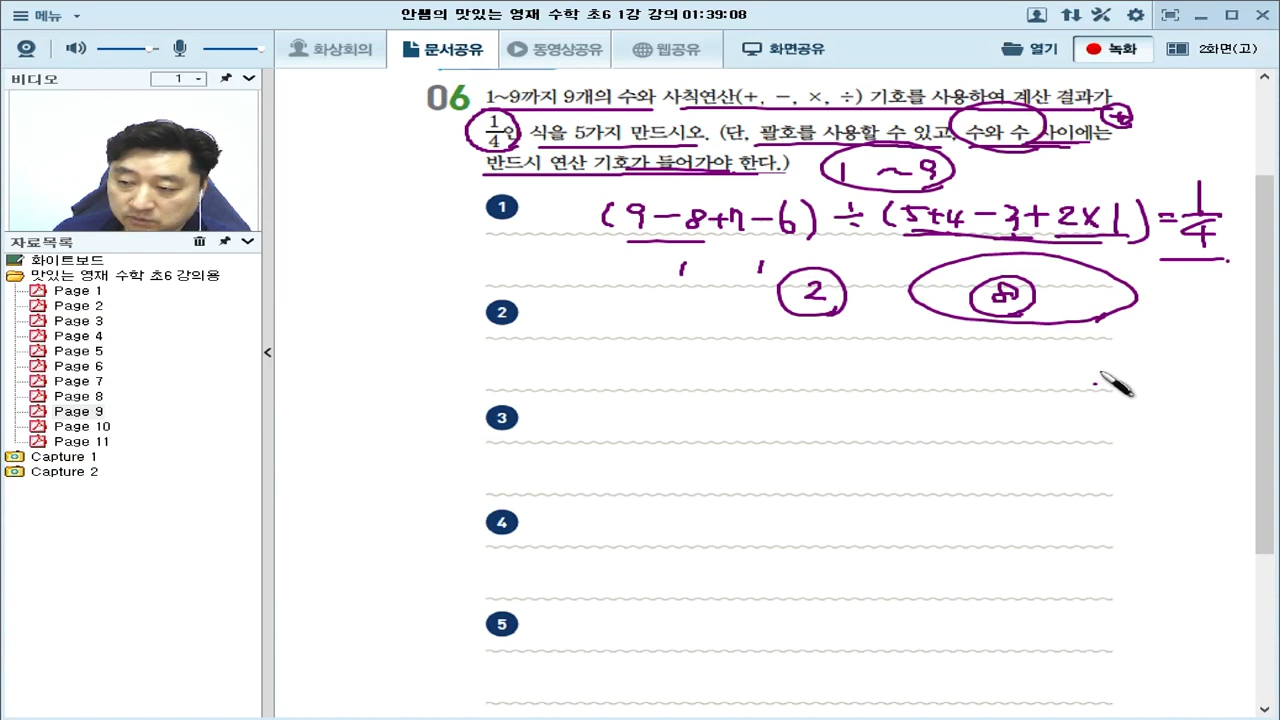 메뉴
안쌤의 맛있는 영재 수학 초6 1강 강의 01:39:08
화상회의 문서공유 동영상공유 웹공유 화면공유 열기 녹화 2화면(고)
비디오 1
자료목록
화이트보드
맛있는 영재 수학 초6 강의용
Page 1
Page 2
Page 3
Page 4
Page 5
Page 6
Page 7
Page 8
Page 9
Page 10
Page 11
Capture 1
Capture 2
06 1~9까지 9개의 수와 사칙연산(+, −, ×, ÷) 기호를 사용하여 계산 결과가
1/4인 식을 5가지 만드시오. (단, 괄호를 사용할 수 있고, 수와 수 사이에는
반드시 연산 기호가 들어가야 한다.)
1 ~ 9
1 (9-8+7-6) ÷ (5+4-3+2×1) = 1/4
1 1 2 8
2
3
4
5